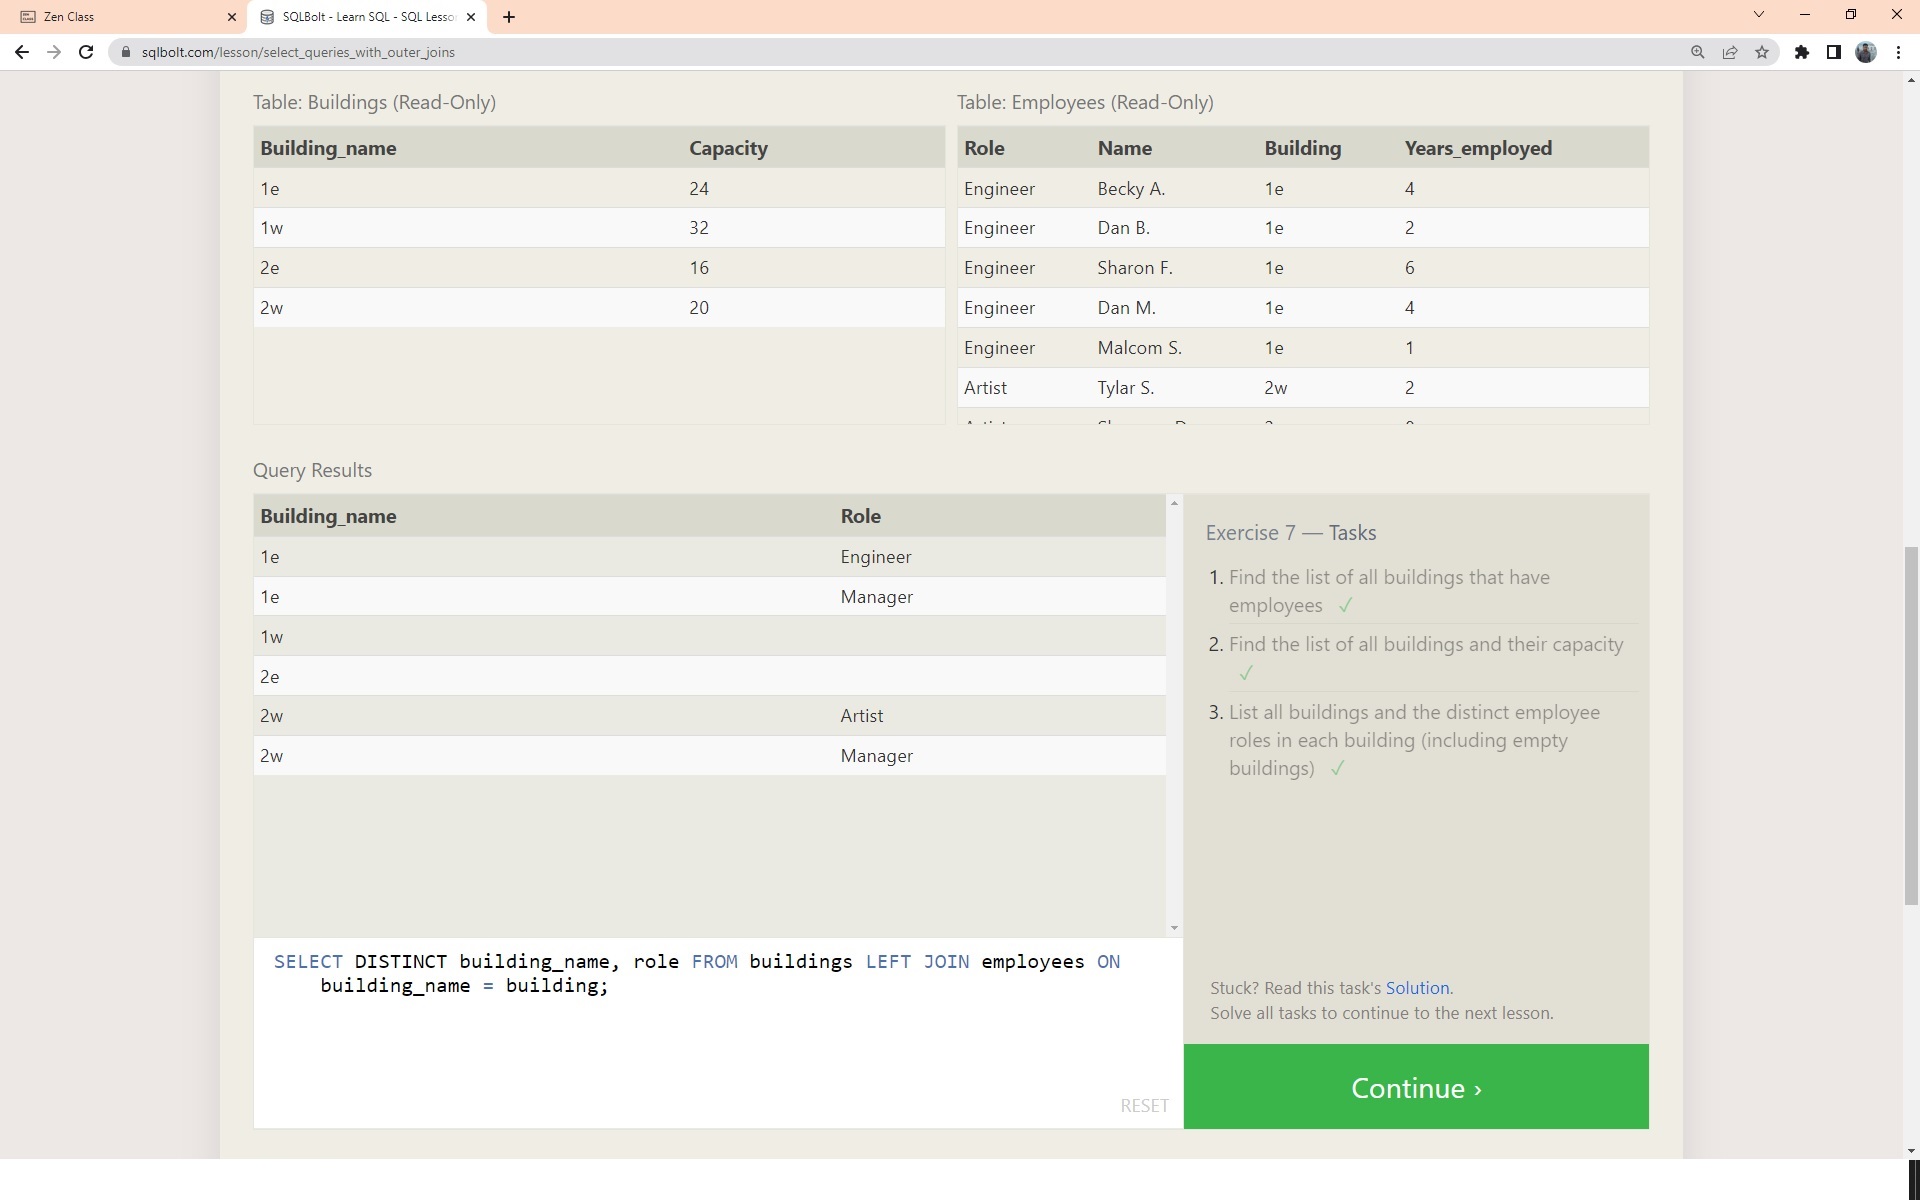 Zen Class
SQLBolt - Learn SQL - SQL Lesso
sqlbolt.com/lesson/select_queries_with_outer_joins
Table: Buildings (Read-Only)
Building_name Capacity
1e 24
1w 32
2e 16
2w 20
Table: Employees (Read-Only)
Role Name Building Years_employed
Engineer Becky A. 1e 4
Engineer Dan B. 1e 2
Engineer Sharon F. 1e 6
Engineer Dan M. 1e 4
Engineer Malcom S. 1e 1
Artist Tylar S. 2w 2
Query Results
Building_name Role
1e Engineer
1e Manager
1w
2e
2w Artist
2w Manager
SELECT DISTINCT building_name, role FROM buildings LEFT JOIN employees ON
building_name = building;
RESET
Exercise 7 — Tasks
1. Find the list of all buildings that have
employees ✓
2. Find the list of all buildings and their capacity
✓
3. List all buildings and the distinct employee
roles in each building (including empty
buildings) ✓
Stuck? Read this task's Solution.
Solve all tasks to continue to the next lesson.
Continue ›